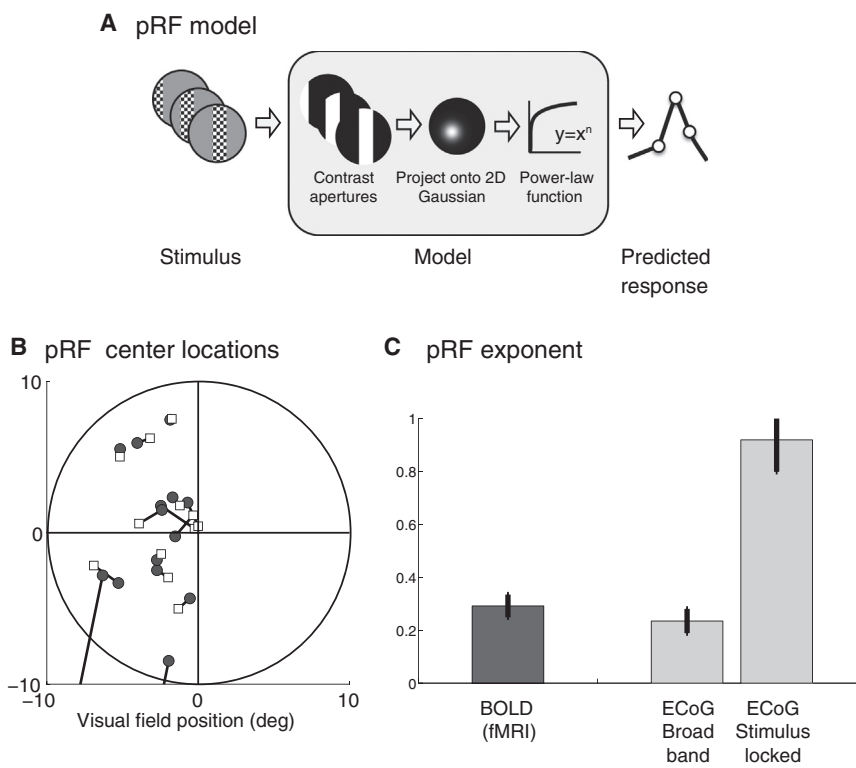 A pRF model
y=xⁿ
Contrast apertures
Project onto 2D Gaussian
Power-law function
Stimulus
Model
Predicted response
B pRF center locations
10
0
−10
−10
0
10
Visual field position (deg)
C pRF exponent
1
0.8
0.6
0.4
0.2
0
BOLD (fMRI)
ECoG Broad band
ECoG Stimulus locked